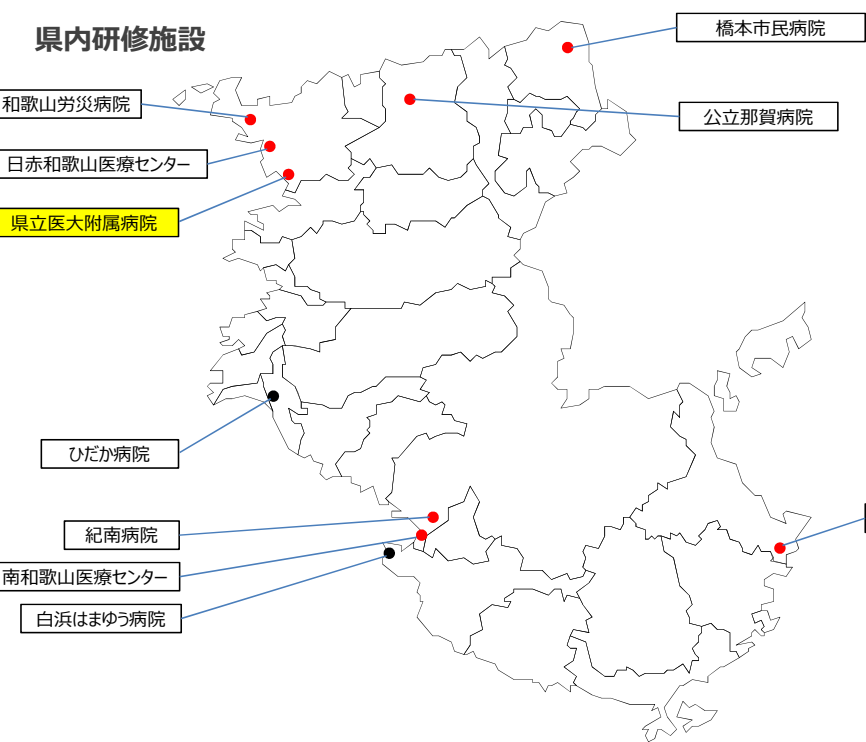 県内研修施設
橋本市民病院
和歌山労災病院
公立那賀病院
日赤和歌山医療センター
県立医大附属病院
ひだか病院
紀南病院
南和歌山医療センター
白浜はまゆう病院